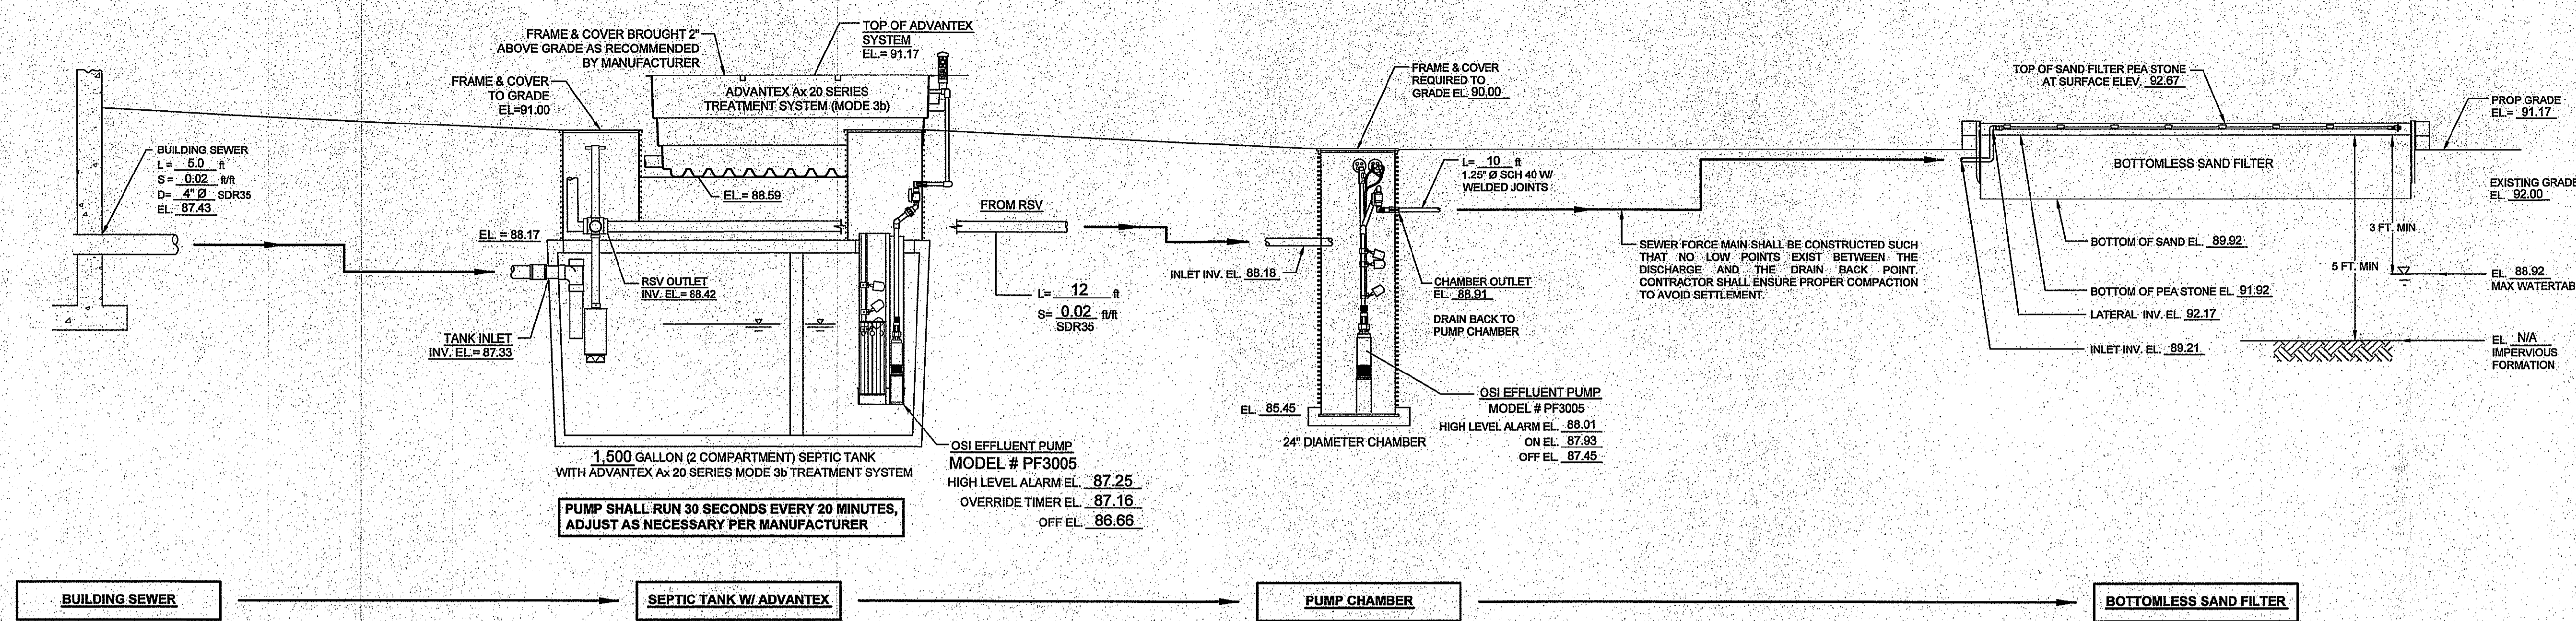 FRAME & COVER BROUGHT 2"
ABOVE GRADE AS RECOMMENDED
BY MANUFACTURER
TOP OF ADVANTEX
SYSTEM
EL.= 91.17
FRAME & COVER
TO GRADE
EL=91.00
ADVANTEX Ax 20 SERIES
TREATMENT SYSTEM (MODE 3b)
BUILDING SEWER
L = 5.0 ft
S = 0.02 ft/ft
D= 4" Ø SDR35
EL. 87.43
EL.= 88.59
EL. = 88.17
RSV OUTLET
INV. EL.= 88.42
TANK INLET
INV. EL.= 87.33
FROM RSV
L= 12 ft
S= 0.02 ft/ft
SDR35
OSI EFFLUENT PUMP
MODEL # PF3005
HIGH LEVEL ALARM EL. 87.25
OVERRIDE TIMER EL. 87.16
OFF EL. 86.66
1,500 GALLON (2 COMPARTMENT) SEPTIC TANK
WITH ADVANTEX Ax 20 SERIES MODE 3b TREATMENT SYSTEM
PUMP SHALL RUN 30 SECONDS EVERY 20 MINUTES,
ADJUST AS NECESSARY PER MANUFACTURER
FRAME & COVER
REQUIRED TO
GRADE EL. 90.00
L= 10 ft
1.25" Ø SCH 40 W/
WELDED JOINTS
INLET INV. EL. 88.18
CHAMBER OUTLET
EL. 88.91
DRAIN BACK TO
PUMP CHAMBER
SEWER FORCE MAIN SHALL BE CONSTRUCTED SUCH
THAT NO LOW POINTS EXIST BETWEEN THE
DISCHARGE AND THE DRAIN BACK POINT.
CONTRACTOR SHALL ENSURE PROPER COMPACTION
TO AVOID SETTLEMENT.
EL. 85.45
24" DIAMETER CHAMBER
OSI EFFLUENT PUMP
MODEL # PF3005
HIGH LEVEL ALARM EL. 88.01
ON EL. 87.93
OFF EL. 87.45
TOP OF SAND FILTER PEA STONE
AT SURFACE ELEV. 92.67
PROP GRADE
EL.= 91.17
BOTTOMLESS SAND FILTER
EXISTING GRADE
EL. 92.00
3 FT. MIN
5 FT. MIN
BOTTOM OF SAND EL. 89.92
EL. 88.92
MAX WATERTAB
BOTTOM OF PEA STONE EL. 91.92
LATERAL INV. EL. 92.17
INLET INV. EL. 89.21
EL. N/A
IMPERVIOUS
FORMATION
BUILDING SEWER
SEPTIC TANK W/ ADVANTEX
PUMP CHAMBER
BOTTOMLESS SAND FILTER